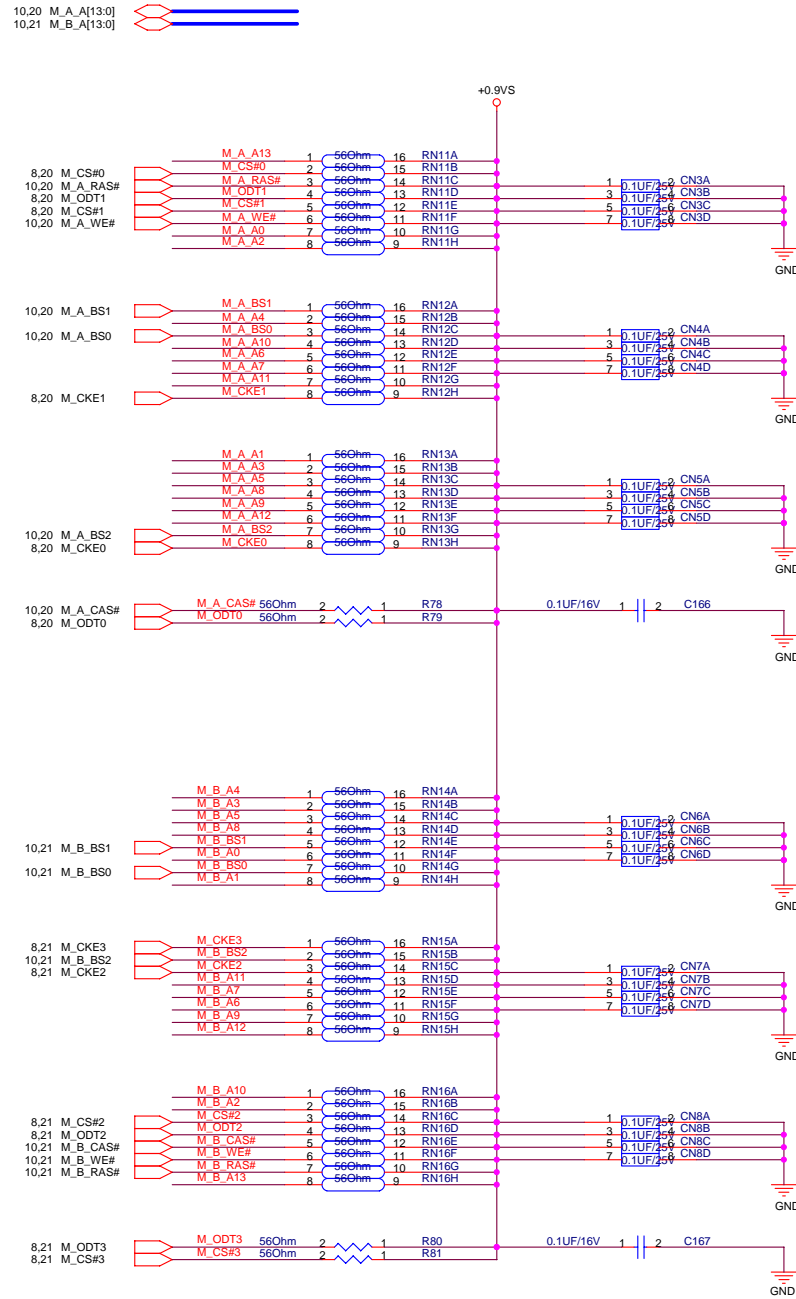 10,20 M_A_A[13:0]
10,21 M_B_A[13:0]
+0.9VS
M_A_A13 1 56Ohm 16 RN11A
8,20 M_CS#0 M_CS#0 2 56Ohm 15 RN11B
10,20 M_A_RAS# M_A_RAS# 3 56Ohm 14 RN11C 1 0.1UF/25V 2 CN3A
8,20 M_ODT1 M_ODT1 4 56Ohm 13 RN11D 3 0.1UF/25V 4 CN3B
8,20 M_CS#1 M_CS#1 5 56Ohm 12 RN11E 5 0.1UF/25V 6 CN3C
10,20 M_A_WE# M_A_WE# 6 56Ohm 11 RN11F 7 0.1UF/25V 8 CN3D
M_A_A0 7 56Ohm 10 RN11G
M_A_A2 8 56Ohm 9 RN11H
GND
10,20 M_A_BS1 M_A_BS1 1 56Ohm 16 RN12A
M_A_A4 2 56Ohm 15 RN12B
10,20 M_A_BS0 M_A_BS0 3 56Ohm 14 RN12C 1 0.1UF/25V 2 CN4A
M_A_A10 4 56Ohm 13 RN12D 3 0.1UF/25V 4 CN4B
M_A_A6 5 56Ohm 12 RN12E 5 0.1UF/25V 6 CN4C
M_A_A7 6 56Ohm 11 RN12F 7 0.1UF/25V 8 CN4D
M_A_A11 7 56Ohm 10 RN12G
8,20 M_CKE1 M_CKE1 8 56Ohm 9 RN12H
GND
M_A_A1 1 56Ohm 16 RN13A
M_A_A3 2 56Ohm 15 RN13B
M_A_A5 3 56Ohm 14 RN13C 1 0.1UF/25V 2 CN5A
M_A_A8 4 56Ohm 13 RN13D 3 0.1UF/25V 4 CN5B
M_A_A9 5 56Ohm 12 RN13E 5 0.1UF/25V 6 CN5C
M_A_A12 6 56Ohm 11 RN13F 7 0.1UF/25V 8 CN5D
10,20 M_A_BS2 M_A_BS2 7 56Ohm 10 RN13G
8,20 M_CKE0 M_CKE0 8 56Ohm 9 RN13H
GND
10,20 M_A_CAS# M_A_CAS# 56Ohm 2 1 R78 0.1UF/16V 1 2 C166
8,20 M_ODT0 M_ODT0 56Ohm 2 1 R79
GND
M_B_A4 1 56Ohm 16 RN14A
M_B_A3 2 56Ohm 15 RN14B
M_B_A5 3 56Ohm 14 RN14C 1 0.1UF/25V 2 CN6A
M_B_A8 4 56Ohm 13 RN14D 3 0.1UF/25V 4 CN6B
10,21 M_B_BS1 M_B_BS1 5 56Ohm 12 RN14E 5 0.1UF/25V 6 CN6C
M_B_A0 6 56Ohm 11 RN14F 7 0.1UF/25V 8 CN6D
10,21 M_B_BS0 M_B_BS0 7 56Ohm 10 RN14G
M_B_A1 8 56Ohm 9 RN14H
GND
8,21 M_CKE3 M_CKE3 1 56Ohm 16 RN15A
10,21 M_B_BS2 M_B_BS2 2 56Ohm 15 RN15B
8,21 M_CKE2 M_CKE2 3 56Ohm 14 RN15C 1 0.1UF/25V 2 CN7A
M_B_A11 4 56Ohm 13 RN15D 3 0.1UF/25V 4 CN7B
M_B_A7 5 56Ohm 12 RN15E 5 0.1UF/25V 6 CN7C
M_B_A6 6 56Ohm 11 RN15F 7 0.1UF/25V 8 CN7D
M_B_A9 7 56Ohm 10 RN15G
M_B_A12 8 56Ohm 9 RN15H
GND
M_B_A10 1 56Ohm 16 RN16A
M_B_A2 2 56Ohm 15 RN16B
8,21 M_CS#2 M_CS#2 3 56Ohm 14 RN16C 1 0.1UF/25V 2 CN8A
8,21 M_ODT2 M_ODT2 4 56Ohm 13 RN16D 3 0.1UF/25V 4 CN8B
10,21 M_B_CAS# M_B_CAS# 5 56Ohm 12 RN16E 5 0.1UF/25V 6 CN8C
10,21 M_B_WE# M_B_WE# 6 56Ohm 11 RN16F 7 0.1UF/25V 8 CN8D
10,21 M_B_RAS# M_B_RAS# 7 56Ohm 10 RN16G
M_B_A13 8 56Ohm 9 RN16H
GND
8,21 M_ODT3 M_ODT3 56Ohm 2 1 R80 0.1UF/16V 1 2 C167
8,21 M_CS#3 M_CS#3 56Ohm 2 1 R81
GND